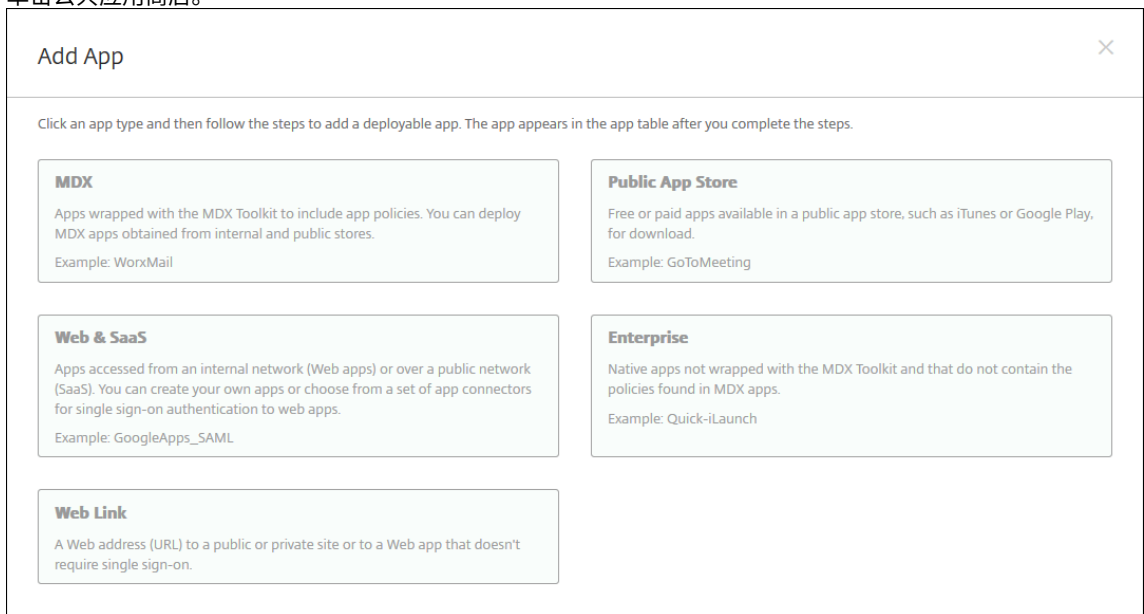 单击公共应用商店。
Add App
Click an app type and then follow the steps to add a deployable app. The app appears in the app table after you complete the steps.
MDX
Apps wrapped with the MDX Toolkit to include app policies. You can deploy
MDX apps obtained from internal and public stores.
Example: WorxMail
Public App Store
Free or paid apps available in a public app store, such as iTunes or Google Play,
for download.
Example: GoToMeeting
Web & SaaS
Apps accessed from an internal network (Web apps) or over a public network
(SaaS). You can create your own apps or choose from a set of app connectors
for single sign-on authentication to web apps.
Example: GoogleApps_SAML
Enterprise
Native apps not wrapped with the MDX Toolkit and that do not contain the
policies found in MDX apps.
Example: Quick-iLaunch
Web Link
A Web address (URL) to a public or private site or to a Web app that doesn't
require single sign-on.